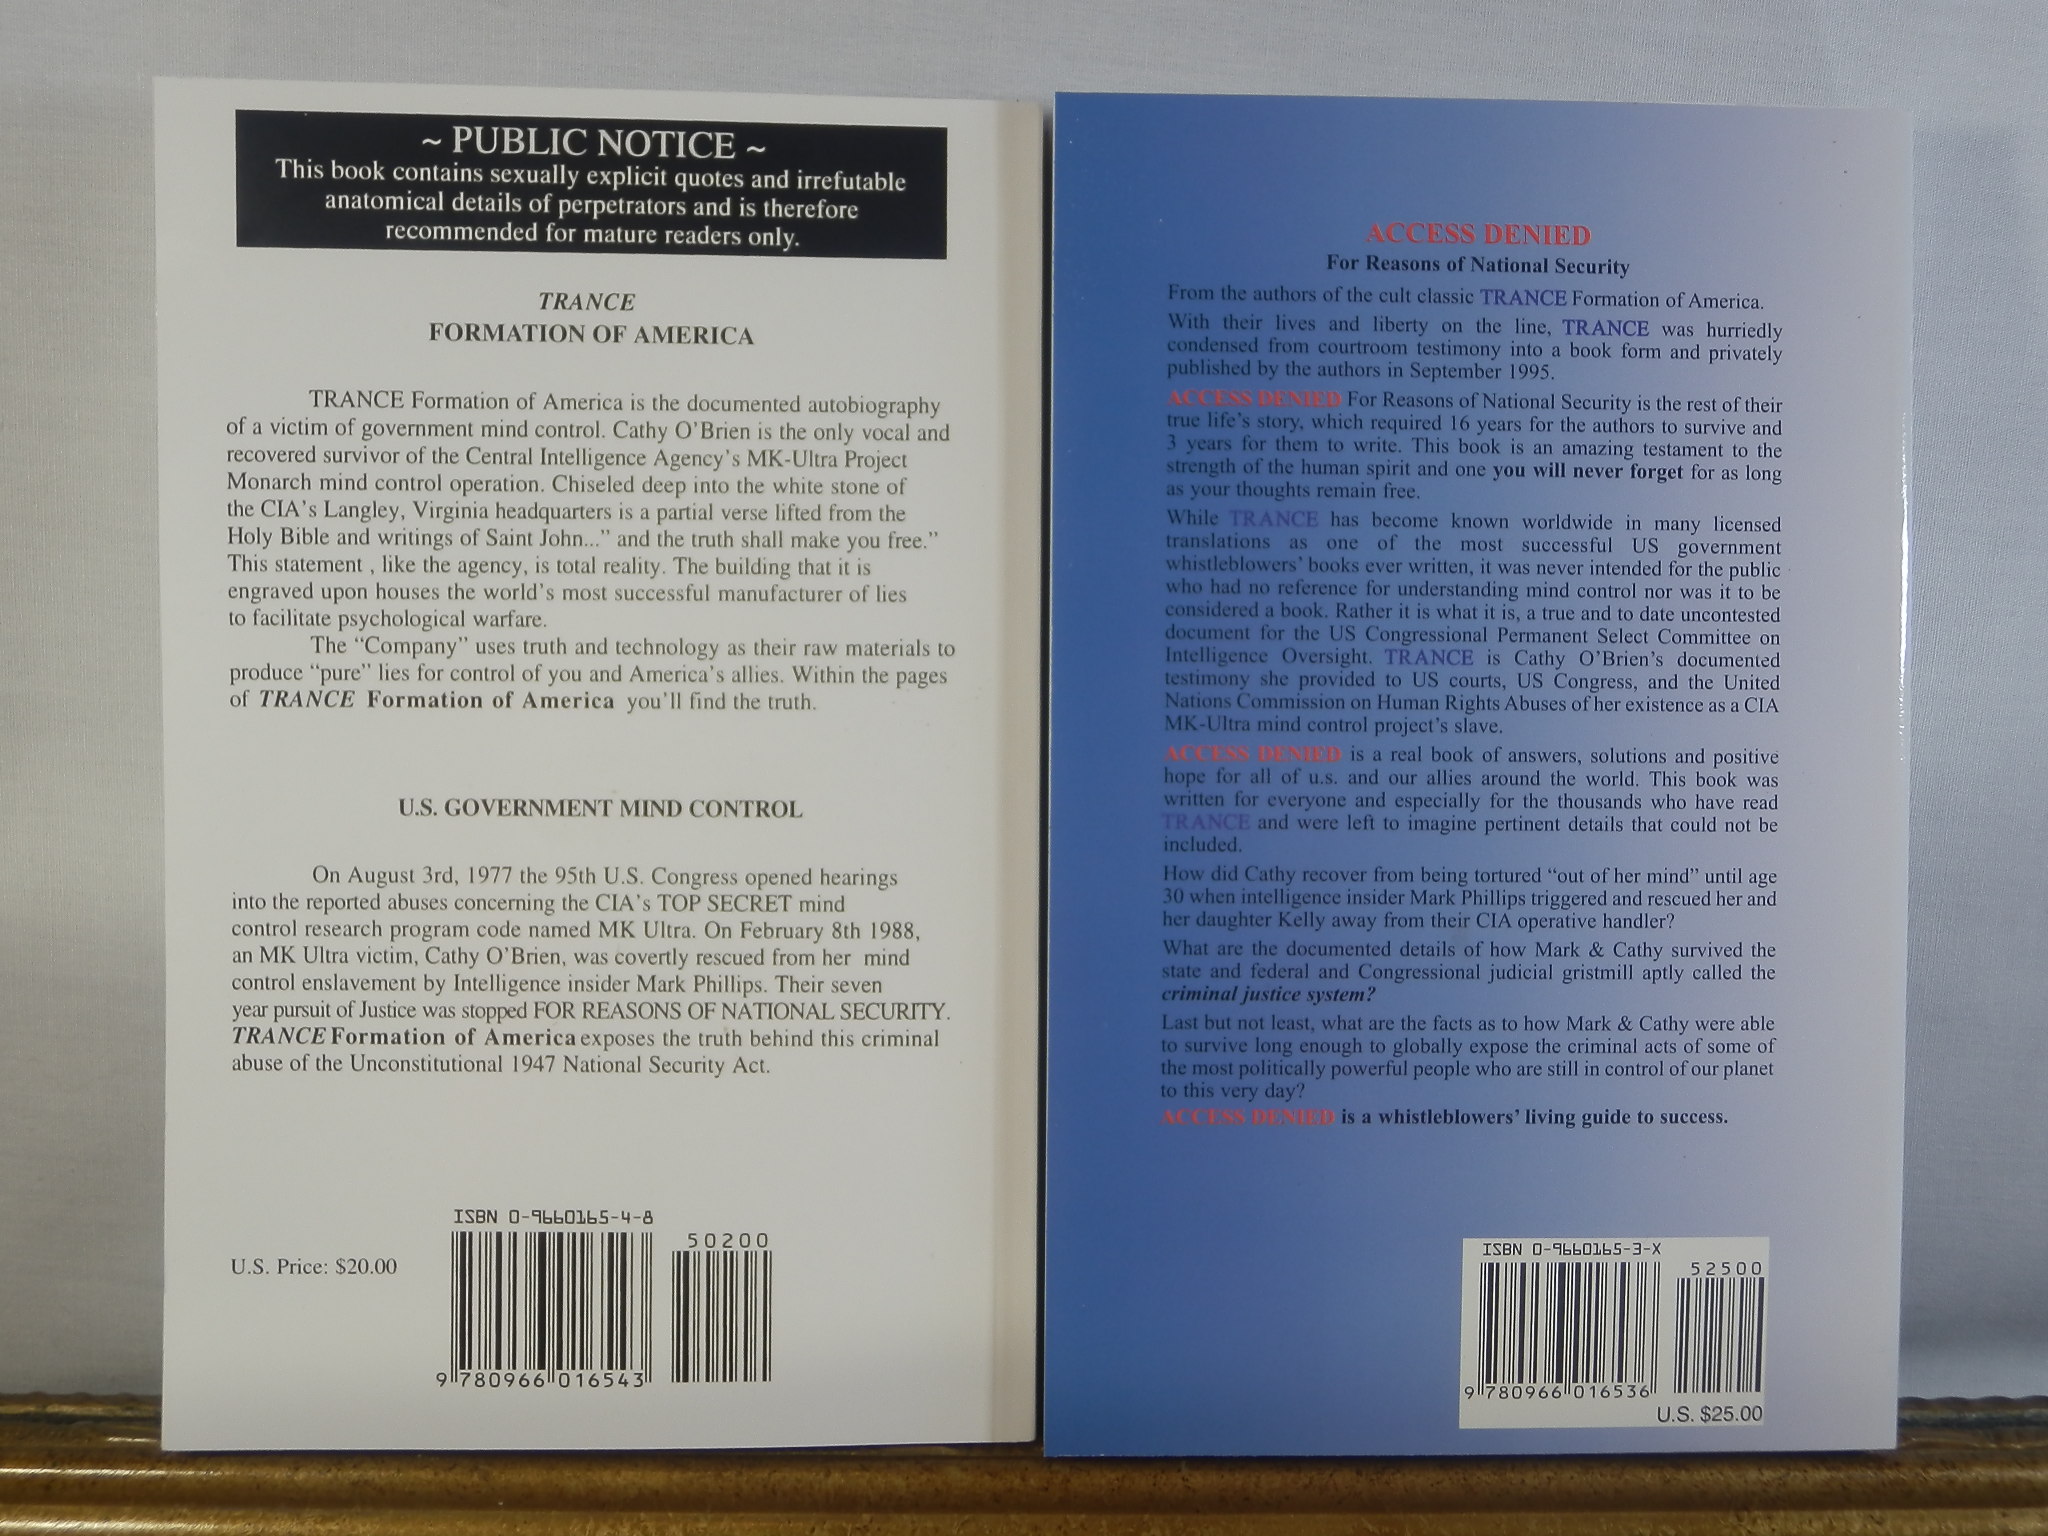 ~ PUBLIC NOTICE ~
This book contains sexually explicit quotes and irrefutable
anatomical details of perpetrators and is therefore
recommended for mature readers only.
TRANCE
FORMATION OF AMERICA
TRANCE Formation of America is the documented autobiography
of a victim of government mind control. Cathy O'Brien is the only vocal and
recovered survivor of the Central Intelligence Agency's MK-Ultra Project
Monarch mind control operation. Chiseled deep into the white stone of
the CIA's Langley, Virginia headquarters is a partial verse lifted from the
Holy Bible and writings of Saint John..." and the truth shall make you free."
This statement , like the agency, is total reality. The building that it is
engraved upon houses the world's most successful manufacturer of lies
to facilitate psychological warfare.
The "Company" uses truth and technology as their raw materials to
produce "pure" lies for control of you and America's allies. Within the pages
of TRANCE Formation of America you'll find the truth.
U.S. GOVERNMENT MIND CONTROL
On August 3rd, 1977 the 95th U.S. Congress opened hearings
into the reported abuses concerning the CIA's TOP SECRET mind
control research program code named MK Ultra. On February 8th 1988,
an MK Ultra victim, Cathy O'Brien, was covertly rescued from her mind
control enslavement by Intelligence insider Mark Phillips. Their seven
year pursuit of Justice was stopped FOR REASONS OF NATIONAL SECURITY.
TRANCE Formation of America exposes the truth behind this criminal
abuse of the Unconstitutional 1947 National Security Act.
U.S. Price: $20.00
ISBN 0-9660165-4-8
50200
9 780966 016543
ACCESS DENIED
For Reasons of National Security
From the authors of the cult classic TRANCE Formation of America.
With their lives and liberty on the line, TRANCE was hurriedly
condensed from courtroom testimony into a book form and privately
published by the authors in September 1995.
ACCESS DENIED For Reasons of National Security is the rest of their
true life's story, which required 16 years for the authors to survive and
3 years for them to write. This book is an amazing testament to the
strength of the human spirit and one you will never forget for as long
as your thoughts remain free.
While TRANCE has become known worldwide in many licensed
translations as one of the most successful US government
whistleblowers' books ever written, it was never intended for the public
who had no reference for understanding mind control nor was it to be
considered a book. Rather it is what it is, a true and to date uncontested
document for the US Congressional Permanent Select Committee on
Intelligence Oversight. TRANCE is Cathy O'Brien's documented
testimony she provided to US courts, US Congress, and the United
Nations Commission on Human Rights Abuses of her existence as a CIA
MK-Ultra mind control project's slave.
ACCESS DENIED is a real book of answers, solutions and positive
hope for all of u.s. and our allies around the world. This book was
written for everyone and especially for the thousands who have read
TRANCE and were left to imagine pertinent details that could not be
included.
How did Cathy recover from being tortured "out of her mind" until age
30 when intelligence insider Mark Phillips triggered and rescued her and
her daughter Kelly away from their CIA operative handler?
What are the documented details of how Mark & Cathy survived the
state and federal and Congressional judicial gristmill aptly called the
criminal justice system?
Last but not least, what are the facts as to how Mark & Cathy were able
to survive long enough to globally expose the criminal acts of some of
the most politically powerful people who are still in control of our planet
to this very day?
ACCESS DENIED is a whistleblowers' living guide to success.
ISBN 0-9660165-3-X
52500
9 780966 016536
U.S. $25.00